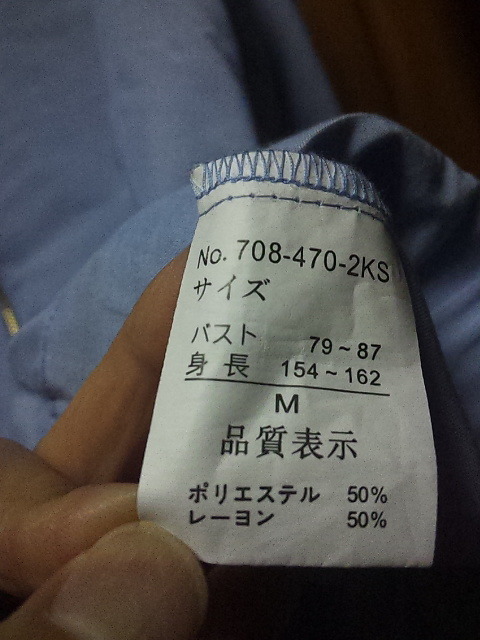 No. 708-470-2KS
サイズ
バスト 79~87
身長 154~162
M
品質表示
ポリエステル 50%
レーヨン 50%